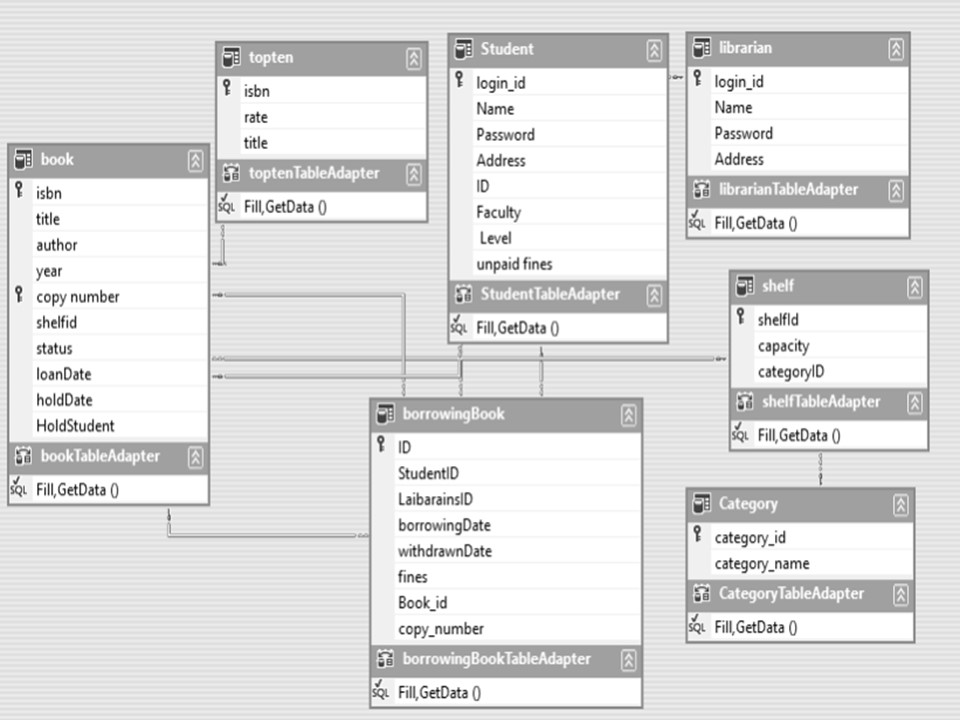 topten
isbn
rate
title
toptenTableAdapter
Fill,GetData ()
Student
login_id
Name
Password
Address
ID
Faculty
Level
unpaid fines
StudentTableAdapter
Fill,GetData ()
librarian
login_id
Name
Password
Address
librarianTableAdapter
Fill,GetData ()
book
isbn
title
author
year
copy number
shelfid
status
loanDate
holdDate
HoldStudent
bookTableAdapter
Fill,GetData ()
shelf
shelfId
capacity
categoryID
shelfTableAdapter
Fill,GetData ()
borrowingBook
ID
StudentID
LaibarainsID
borrowingDate
withdrawnDate
fines
Book_id
copy_number
borrowingBookTableAdapter
Fill,GetData ()
Category
category_id
category_name
CategoryTableAdapter
Fill,GetData ()
SQL
SQL
SQL
SQL
SQL
SQL
SQL